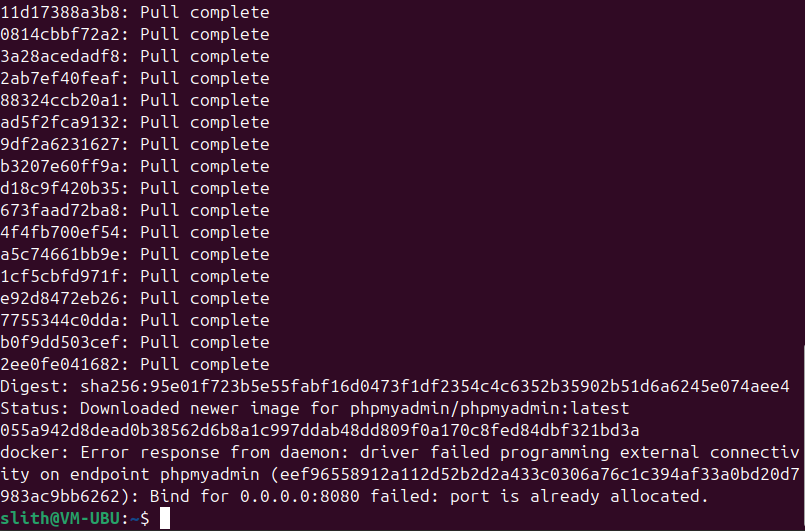 11d17388a3b8: Pull complete
0814cbbf72a2: Pull complete
3a28acedadf8: Pull complete
2ab7ef40feaf: Pull complete
88324ccb20a1: Pull complete
ad5f2fca9132: Pull complete
9df2a6231627: Pull complete
b3207e60ff9a: Pull complete
d18c9f420b35: Pull complete
673faad72ba8: Pull complete
4f4fb700ef54: Pull complete
a5c74661bb9e: Pull complete
1cf5cbfd971f: Pull complete
e92d8472eb26: Pull complete
7755344c0dda: Pull complete
b0f9dd503cef: Pull complete
2ee0fe041682: Pull complete
Digest: sha256:95e01f723b5e55fabf16d0473f1df2354c4c6352b35902b51d6a6245e074aee4
Status: Downloaded newer image for phpmyadmin/phpmyadmin:latest
055a942d8dead0b38562d6b8a1c997ddab48dd809f0a170c8fed84dbf321bd3a
docker: Error response from daemon: driver failed programming external connectiv
ity on endpoint phpmyadmin (eef96558912a112d52b2d2a433c0306a76c1c394af33a0bd20d7
983ac9bb6262): Bind for 0.0.0.0:8080 failed: port is already allocated.
slith@VM-UBU:~$